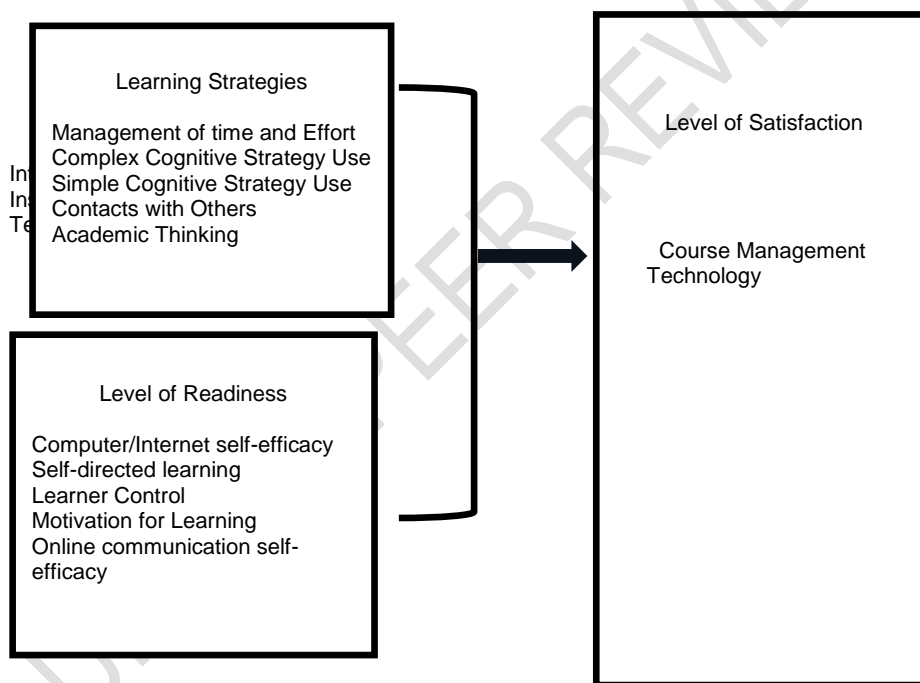 Learning Strategies
Management of time and Effort
Complex Cognitive Strategy Use
Simple Cognitive Strategy Use
Contacts with Others
Academic Thinking
Level of Readiness
Computer/Internet self-efficacy
Self-directed learning
Learner Control
Motivation for Learning
Online communication self-
efficacy
Level of Satisfaction
Course Management
Technology
PEER REVIE